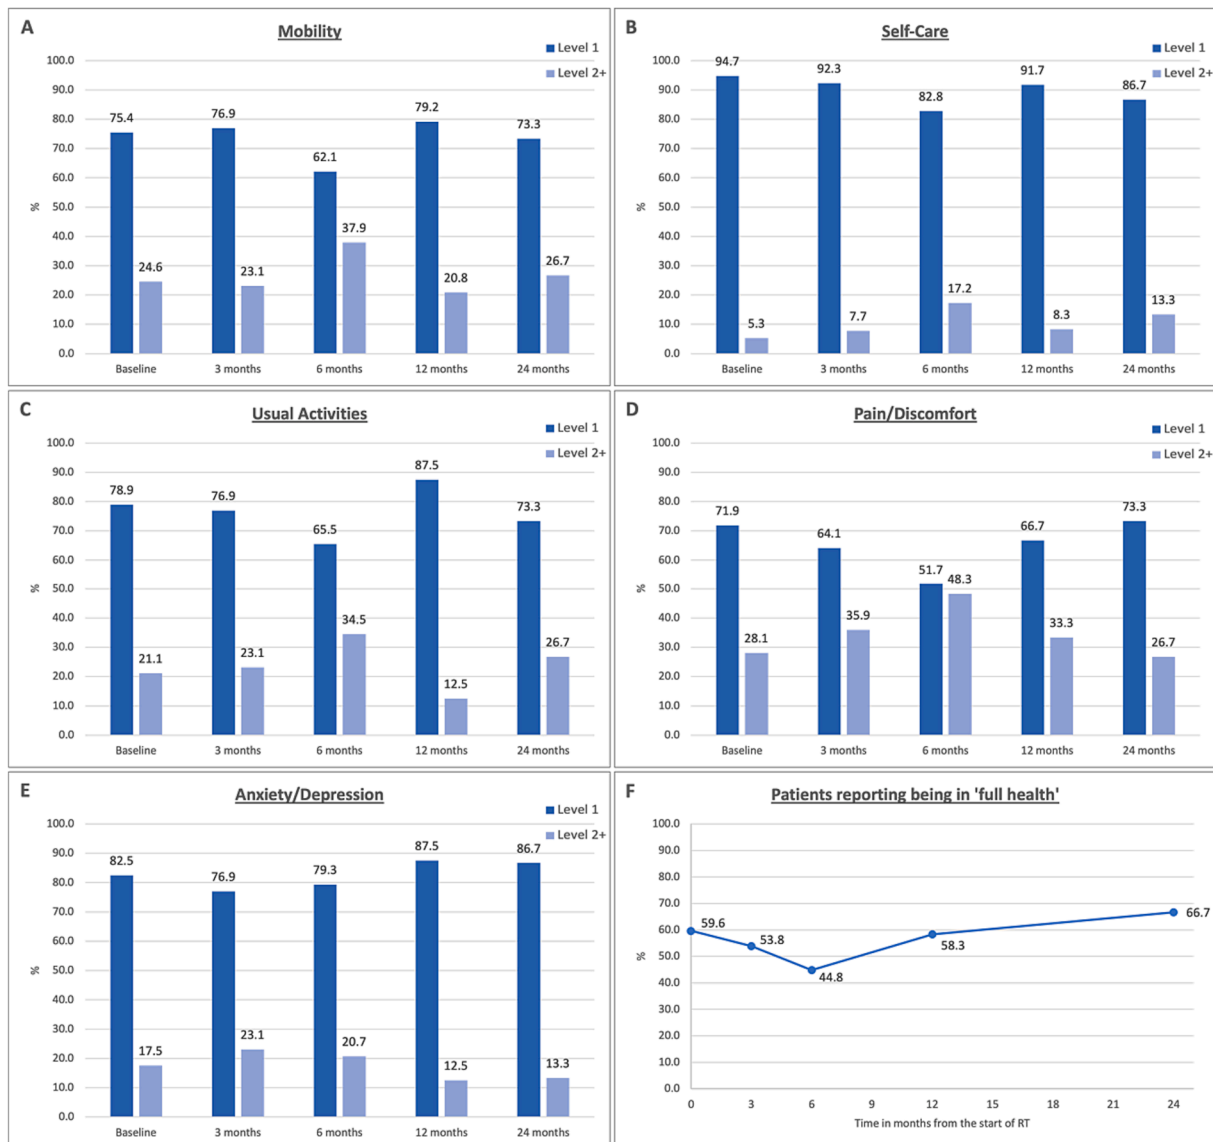 A
Mobility
Level 1
Level 2+
100.0
90.0
80.0
70.0
60.0
50.0
40.0
30.0
20.0
10.0
0.0
%
75.4
24.6
76.9
23.1
62.1
37.9
79.2
20.8
73.3
26.7
Baseline
3 months
6 months
12 months
24 months
B
Self-Care
Level 1
Level 2+
100.0
90.0
80.0
70.0
60.0
50.0
40.0
30.0
20.0
10.0
0.0
%
94.7
5.3
92.3
7.7
82.8
17.2
91.7
8.3
86.7
13.3
Baseline
3 months
6 months
12 months
24 months
C
Usual Activities
Level 1
Level 2+
100.0
90.0
80.0
70.0
60.0
50.0
40.0
30.0
20.0
10.0
0.0
%
78.9
21.1
76.9
23.1
65.5
34.5
87.5
12.5
73.3
26.7
Baseline
3 months
6 months
12 months
24 months
D
Pain/Discomfort
Level 1
Level 2+
100.0
90.0
80.0
70.0
60.0
50.0
40.0
30.0
20.0
10.0
0.0
%
71.9
28.1
64.1
35.9
51.7
48.3
66.7
33.3
73.3
26.7
Baseline
3 months
6 months
12 months
24 months
E
Anxiety/Depression
Level 1
Level 2+
100.0
90.0
80.0
70.0
60.0
50.0
40.0
30.0
20.0
10.0
0.0
%
82.5
17.5
76.9
23.1
79.3
20.7
87.5
12.5
86.7
13.3
Baseline
3 months
6 months
12 months
24 months
F
Patients reporting being in 'full health'
100.0
90.0
80.0
70.0
60.0
50.0
40.0
30.0
20.0
10.0
0.0
%
59.6
53.8
44.8
58.3
66.7
0
3
6
9
12
15
18
21
24
Time in months from the start of RT